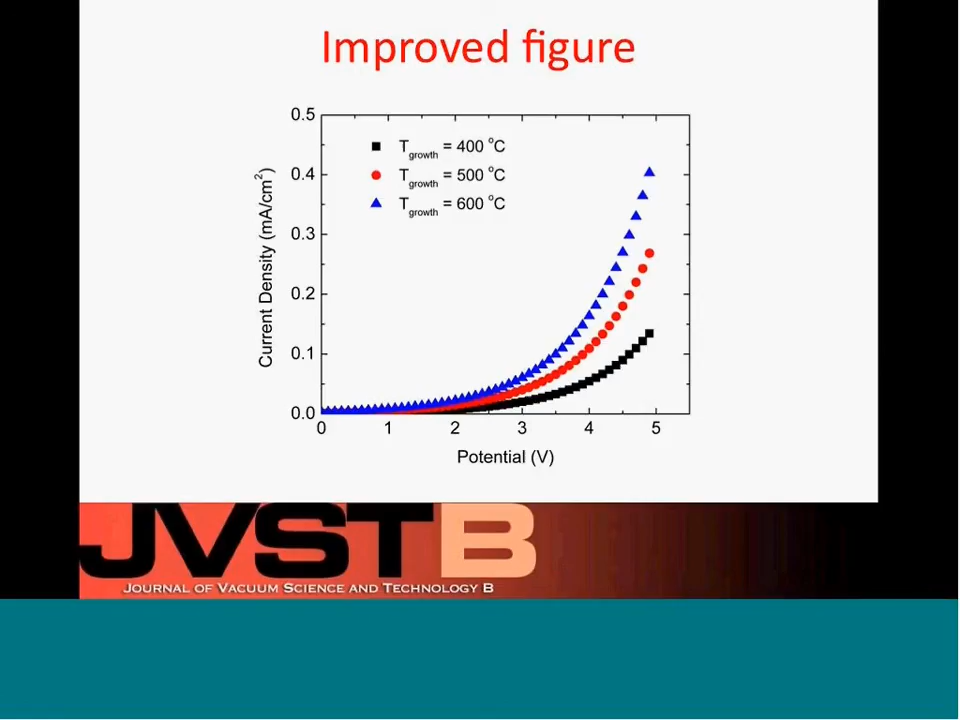 Improved figure
0.5
T growth = 400 °C
T growth = 500 °C
0.4
T growth = 600 °C
0.3
Current Density (mA/cm²)
0.2
0.1
0.0
0 1 2 3 4 5
Potential (V)
JVSTB
JOURNAL OF VACUUM SCIENCE AND TECHNOLOGY B